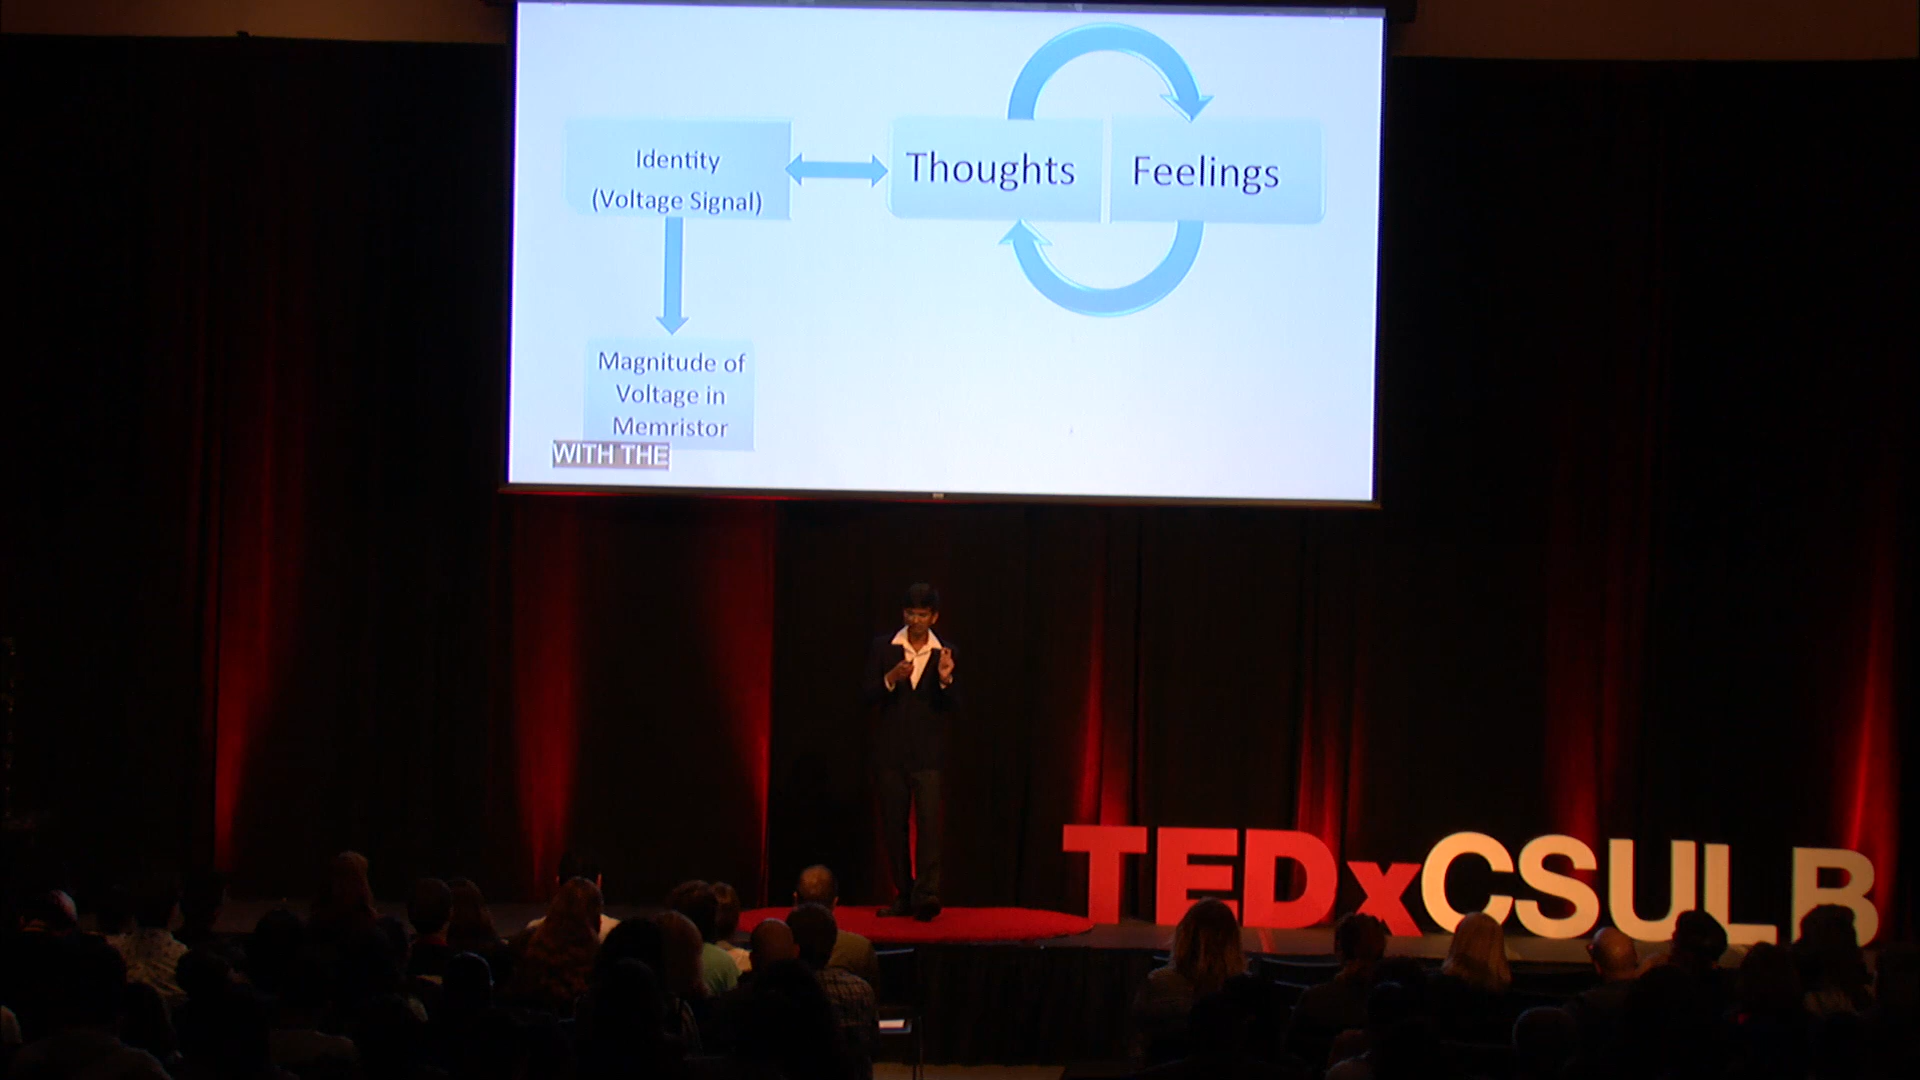 Identity
(Voltage Signal)
Thoughts
Feelings
Magnitude of
Voltage in
Memristor
WITH THE
TEDxCSULB